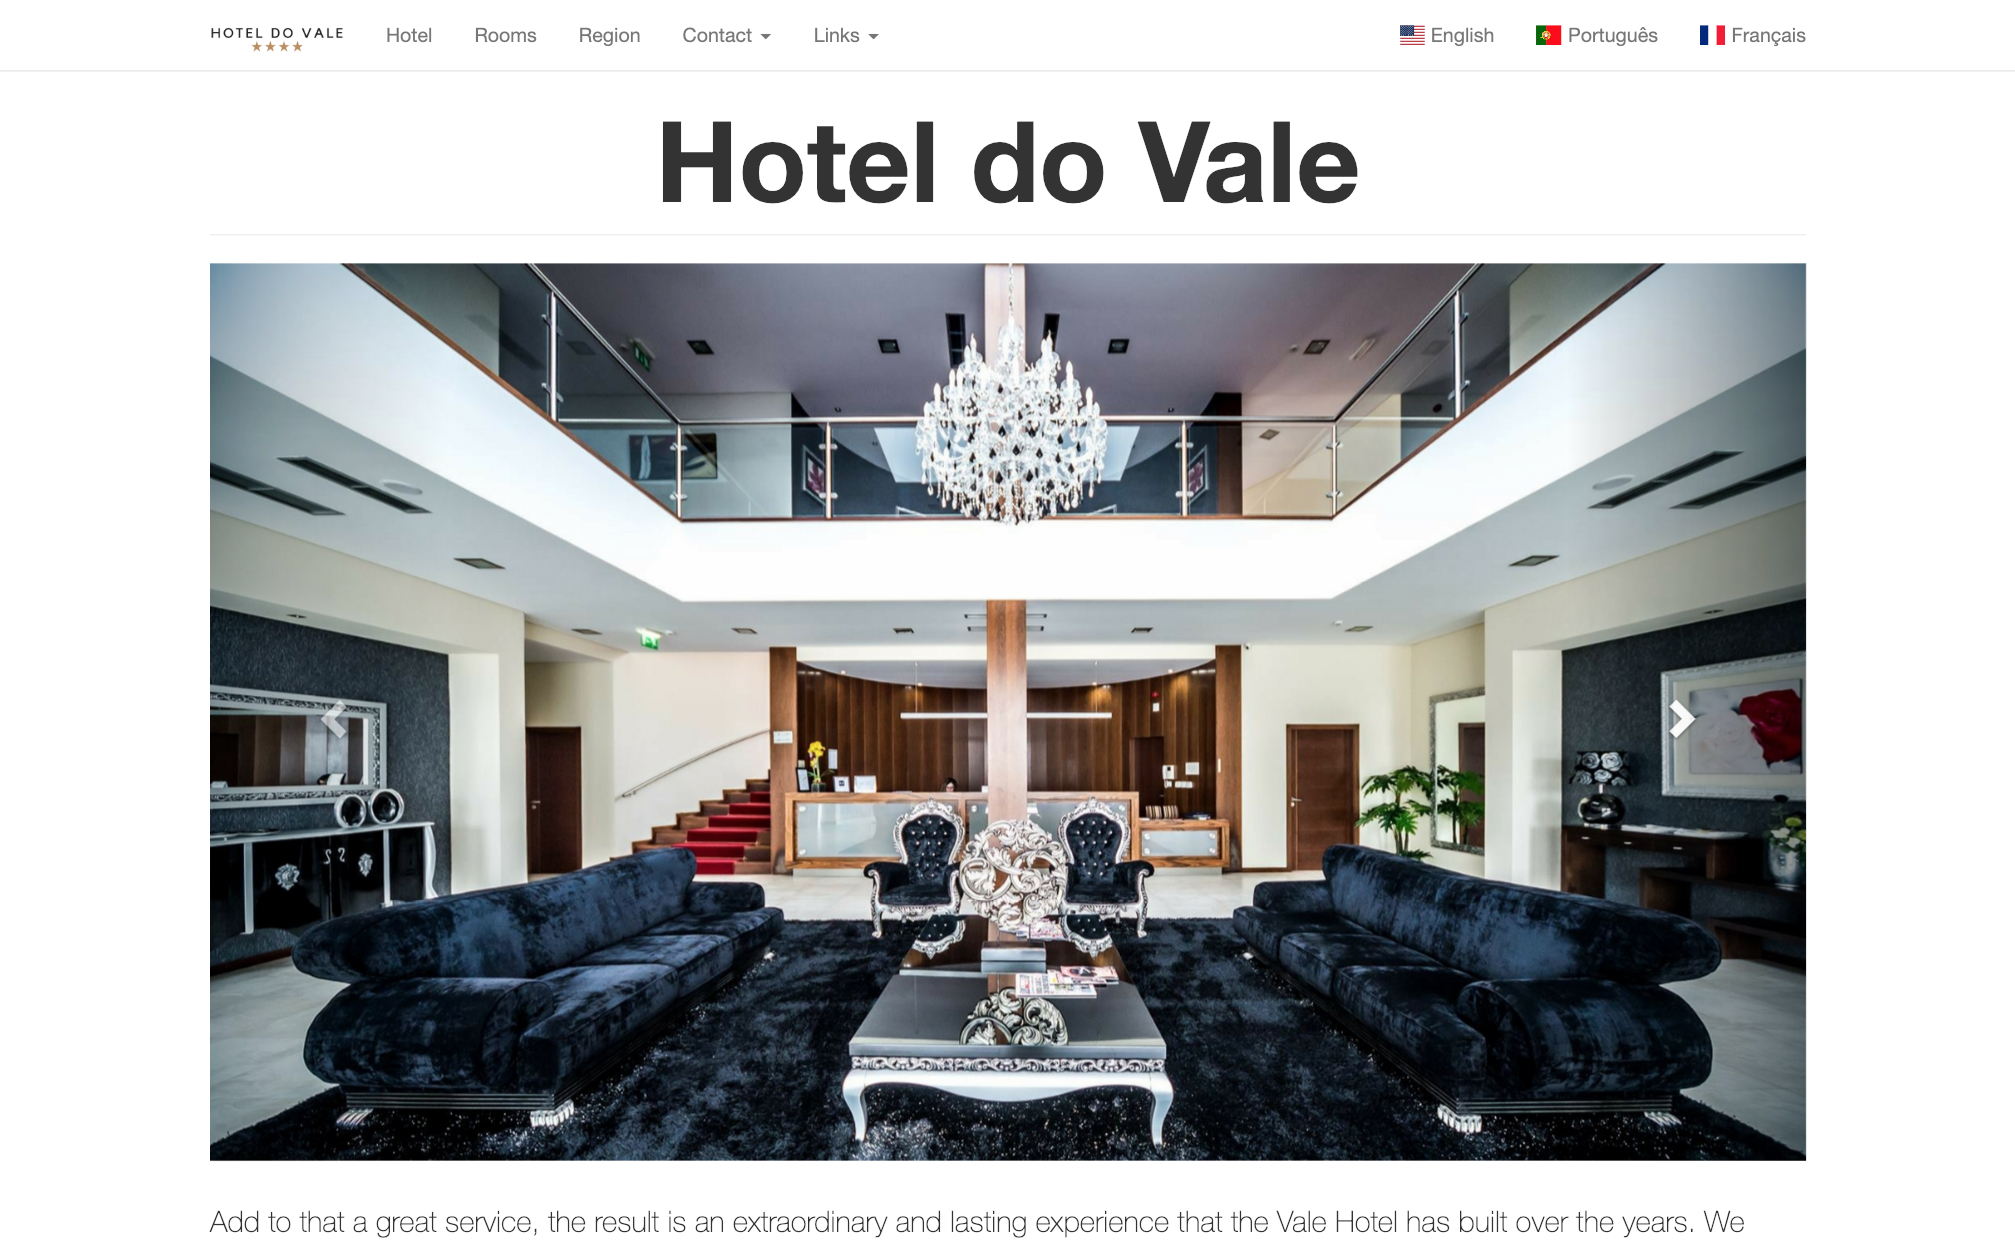 HOTEL DO VALE
Hotel
Rooms
Region
Contact
Links
English
Português
Français
Hotel do Vale
Add to that a great service, the result is an extraordinary and lasting experience that the Vale Hotel has built over the years. We